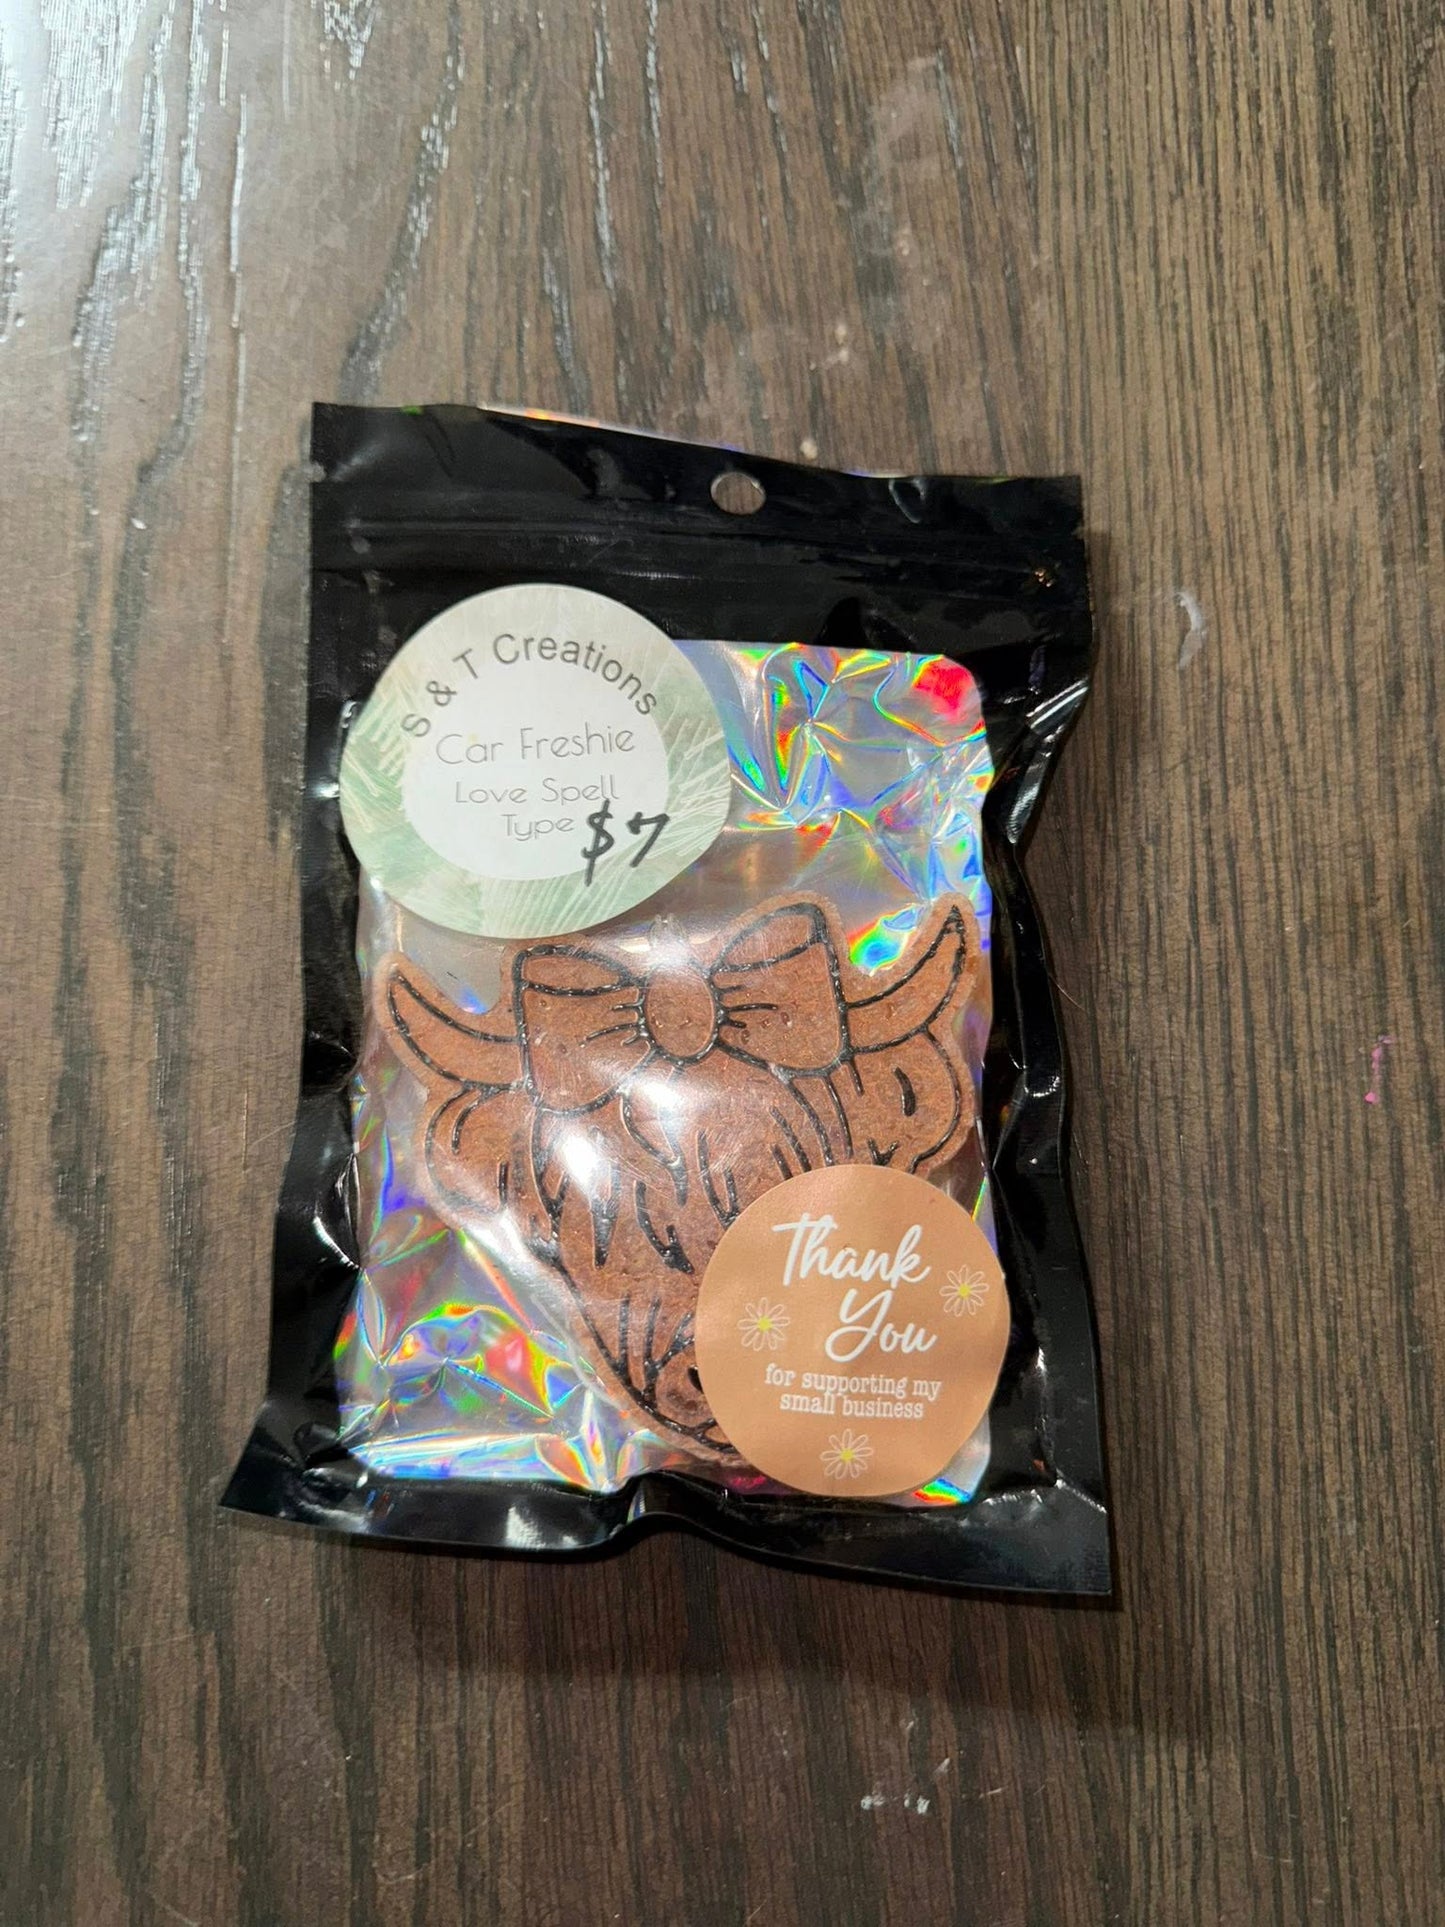 S & T Creations
Car Freshie
Love Spell
Type $7
Thank
You
for supporting my
small business